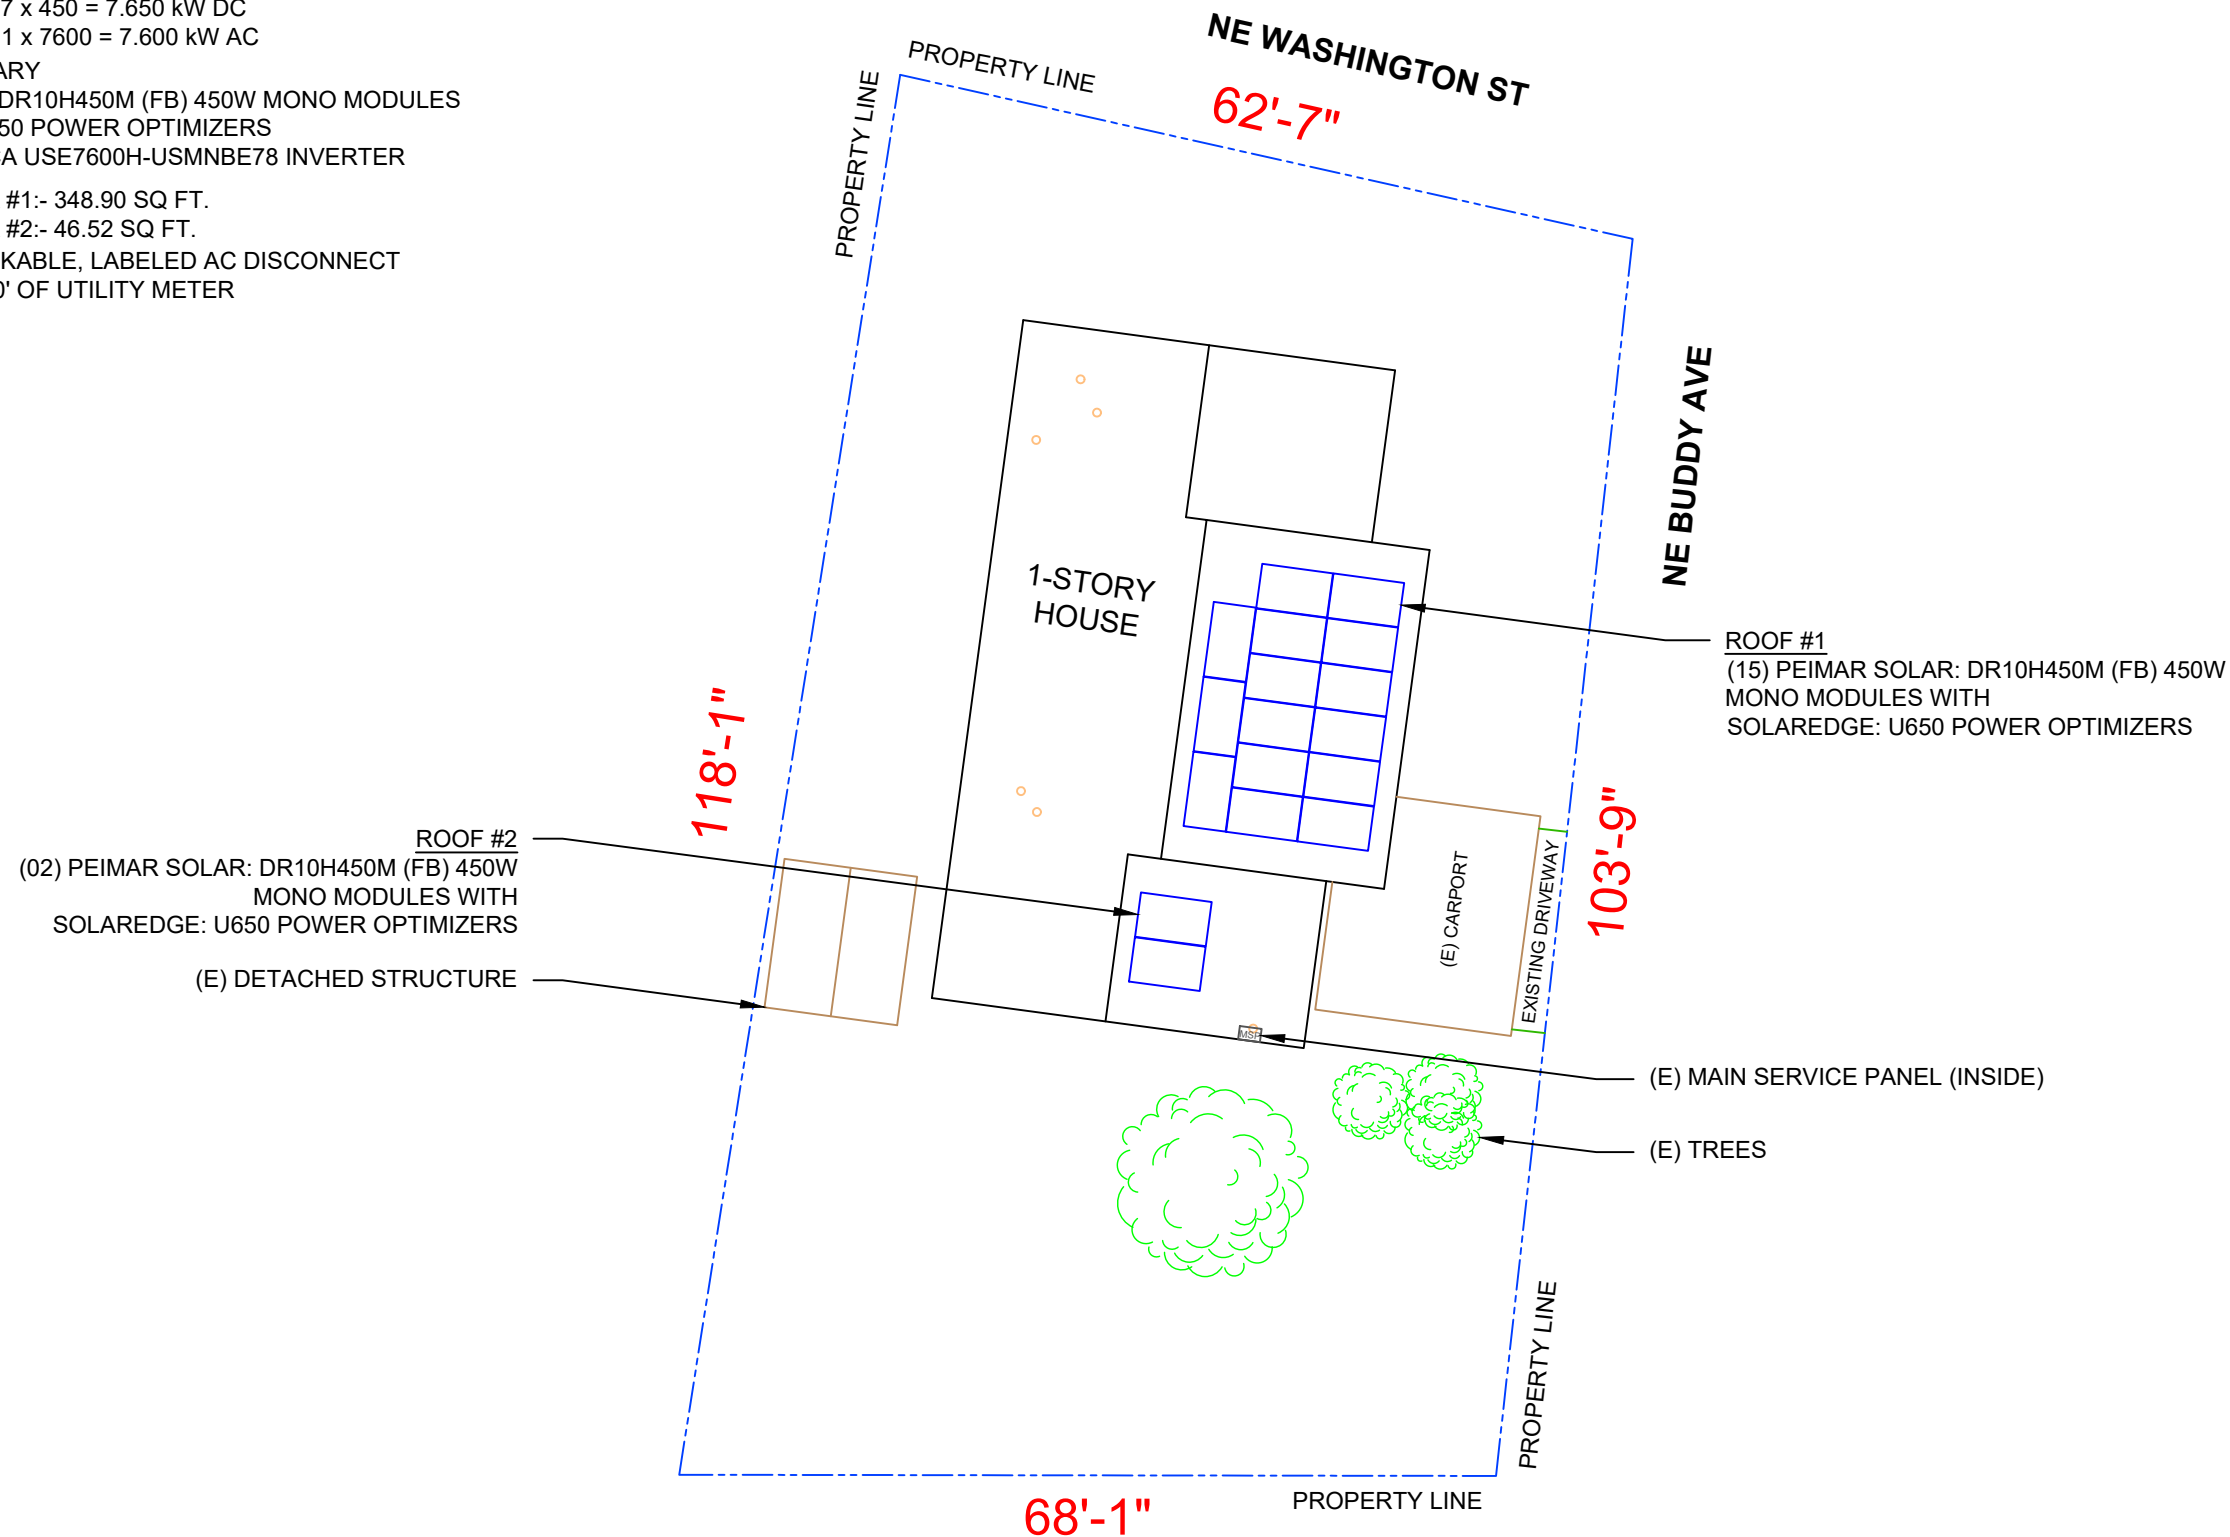 7 x 450 = 7.650 kW DC
1 x 7600 = 7.600 kW AC
ARY
DR10H450M (FB) 450W MONO MODULES
50 POWER OPTIMIZERS
A USE7600H-USMNBE78 INVERTER
#1:- 348.90 SQ FT.
#2:- 46.52 SQ FT.
KABLE, LABELED AC DISCONNECT
' OF UTILITY METER
NE WASHINGTON ST
PROPERTY LINE
62'-7"
PROPERTY LINE
NE BUDDY AVE
1-STORY
HOUSE
ROOF #1
(15) PEIMAR SOLAR: DR10H450M (FB) 450W
MONO MODULES WITH
SOLAREDGE: U650 POWER OPTIMIZERS
118'-1"
103'-9"
ROOF #2
(02) PEIMAR SOLAR: DR10H450M (FB) 450W
MONO MODULES WITH
SOLAREDGE: U650 POWER OPTIMIZERS
(E) CARPORT
EXISTING DRIVEWAY
(E) DETACHED STRUCTURE
MSP
(E) MAIN SERVICE PANEL (INSIDE)
(E) TREES
PROPERTY LINE
PROPERTY LINE
68'-1"